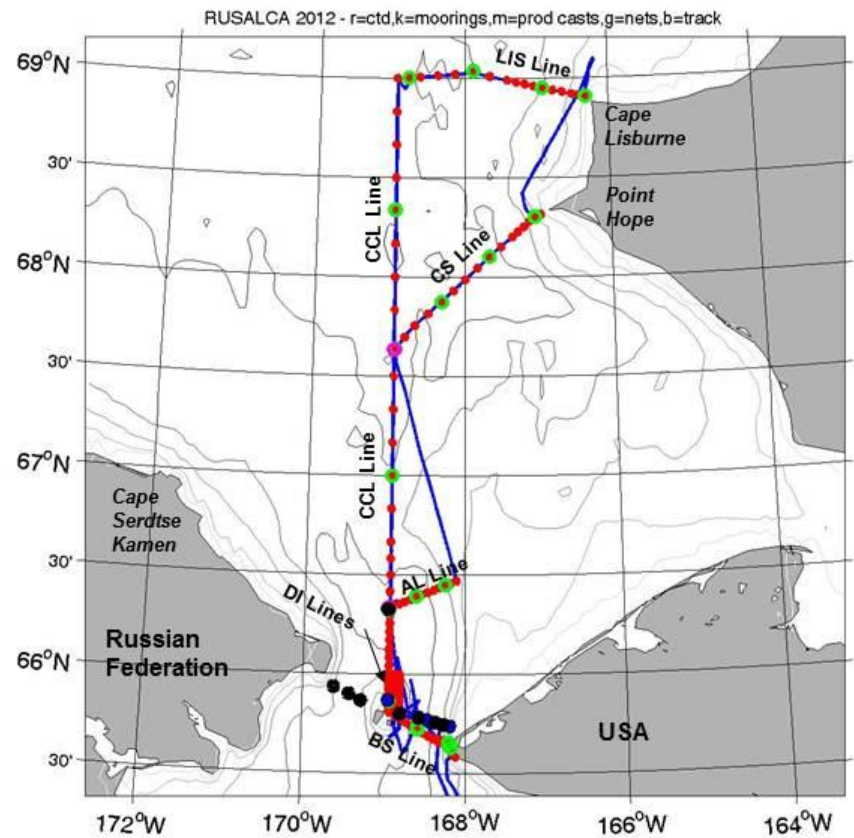 RUSALCA 2012 - r=ctd,k=moorings,m=prod casts,g=nets,b=track
69°N
LIS Line
Cape
Lisburne
30'
CCL Line
Point
Hope
68°N
CS Line
30'
67°N
CCL Line
Cape
Serdtse
Kamen
30'
AL Line
DI Lines
Russian
Federation
66°N
USA
30'
BS Line
172°W
170°W
168°W
166°W
164°W